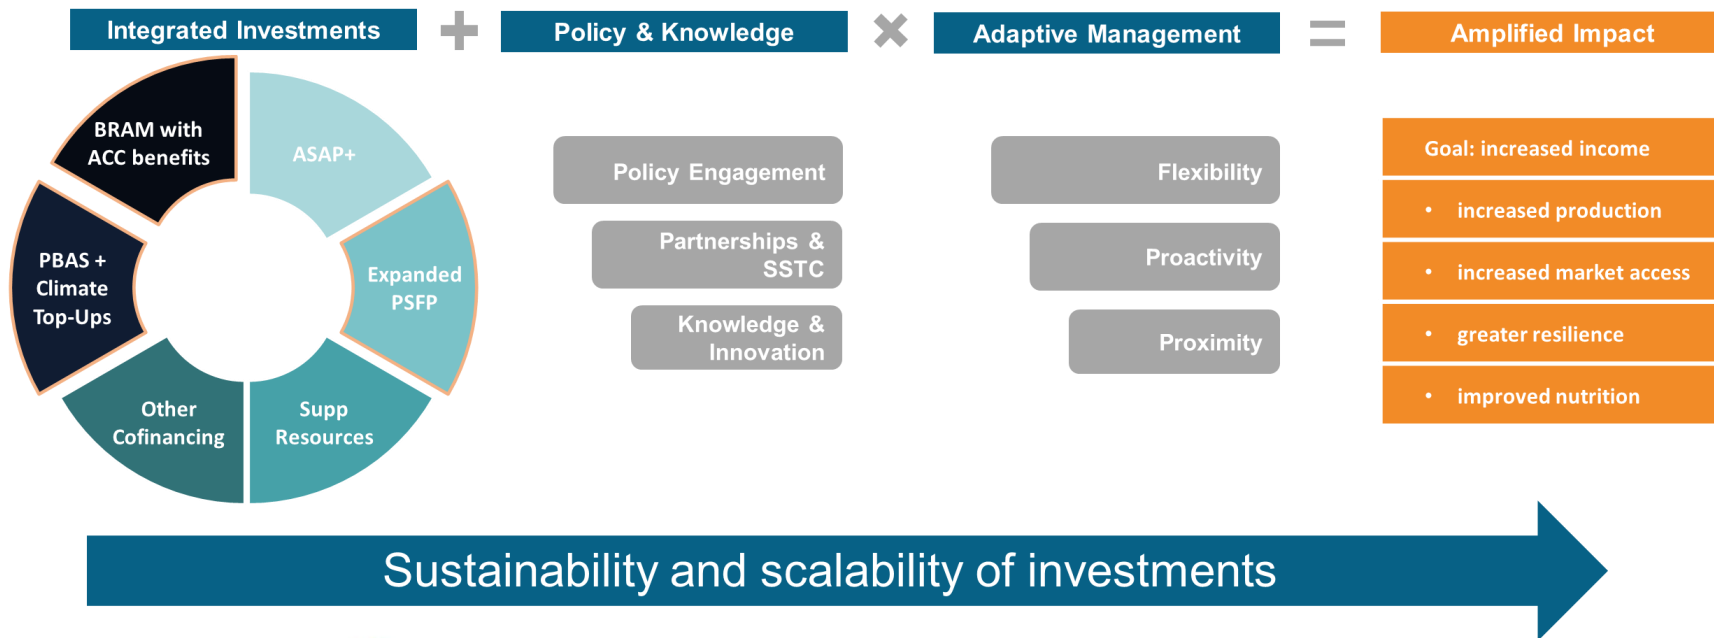 Integrated Investments + Policy & Knowledge × Adaptive Management = Amplified Impact
BRAM with
ACC benefits
ASAP+
PBAS +
Climate
Top-Ups
Expanded
PSFP
Other
Cofinancing
Supp
Resources
Policy Engagement
Partnerships &
SSTC
Knowledge &
Innovation
Flexibility
Proactivity
Proximity
Goal: increased income
• increased production
• increased market access
• greater resilience
• improved nutrition
Sustainability and scalability of investments